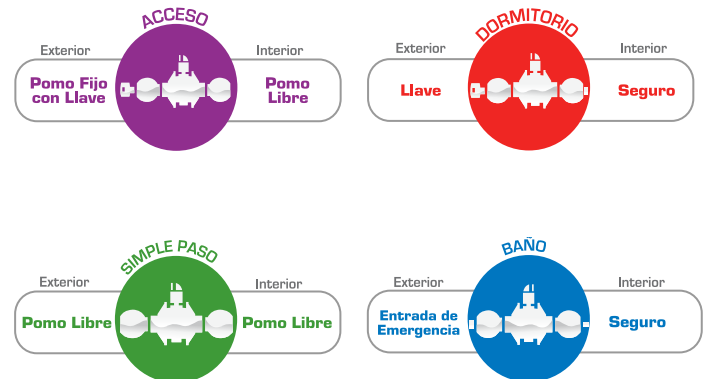 ACCESO
Exterior
Interior
Pomo Fijo
con Llave
Pomo
Libre
DORMITORIO
Exterior
Interior
Llave
Seguro
SIMPLE PASO
Exterior
Interior
Pomo Libre
Pomo Libre
BAÑO
Exterior
Interior
Entrada de
Emergencia
Seguro